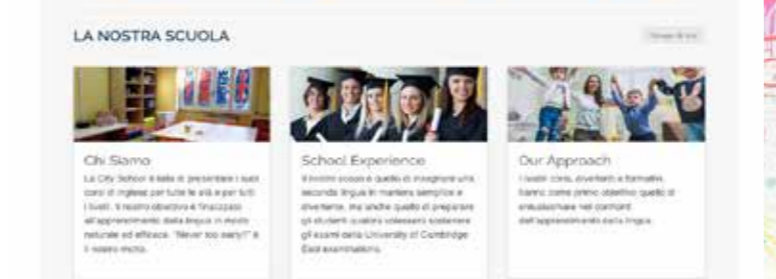 LA NOSTRA SCUOLA
Chi Siamo
La City School è lieta di presentare i suoi
corsi di inglese per tutte le età e per tutti
i livelli. Il nostro obiettivo è finalizzato
all'apprendimento della lingua in modo
naturale ed efficace. "Never too early!" è
il nostro motto.
School Experience
Il nostro scopo è quello di insegnare una
seconda lingua in maniera semplice e
divertente, ma anche quello di preparare
gli studenti qualora volessero sostenere
gli esami della University of Cambridge
Esol examinations.
Our Approach
I nostri corsi, divertenti e formativi,
hanno come primo obiettivo quello di
entusiasmare nei confronti
dell'apprendimento della lingua.